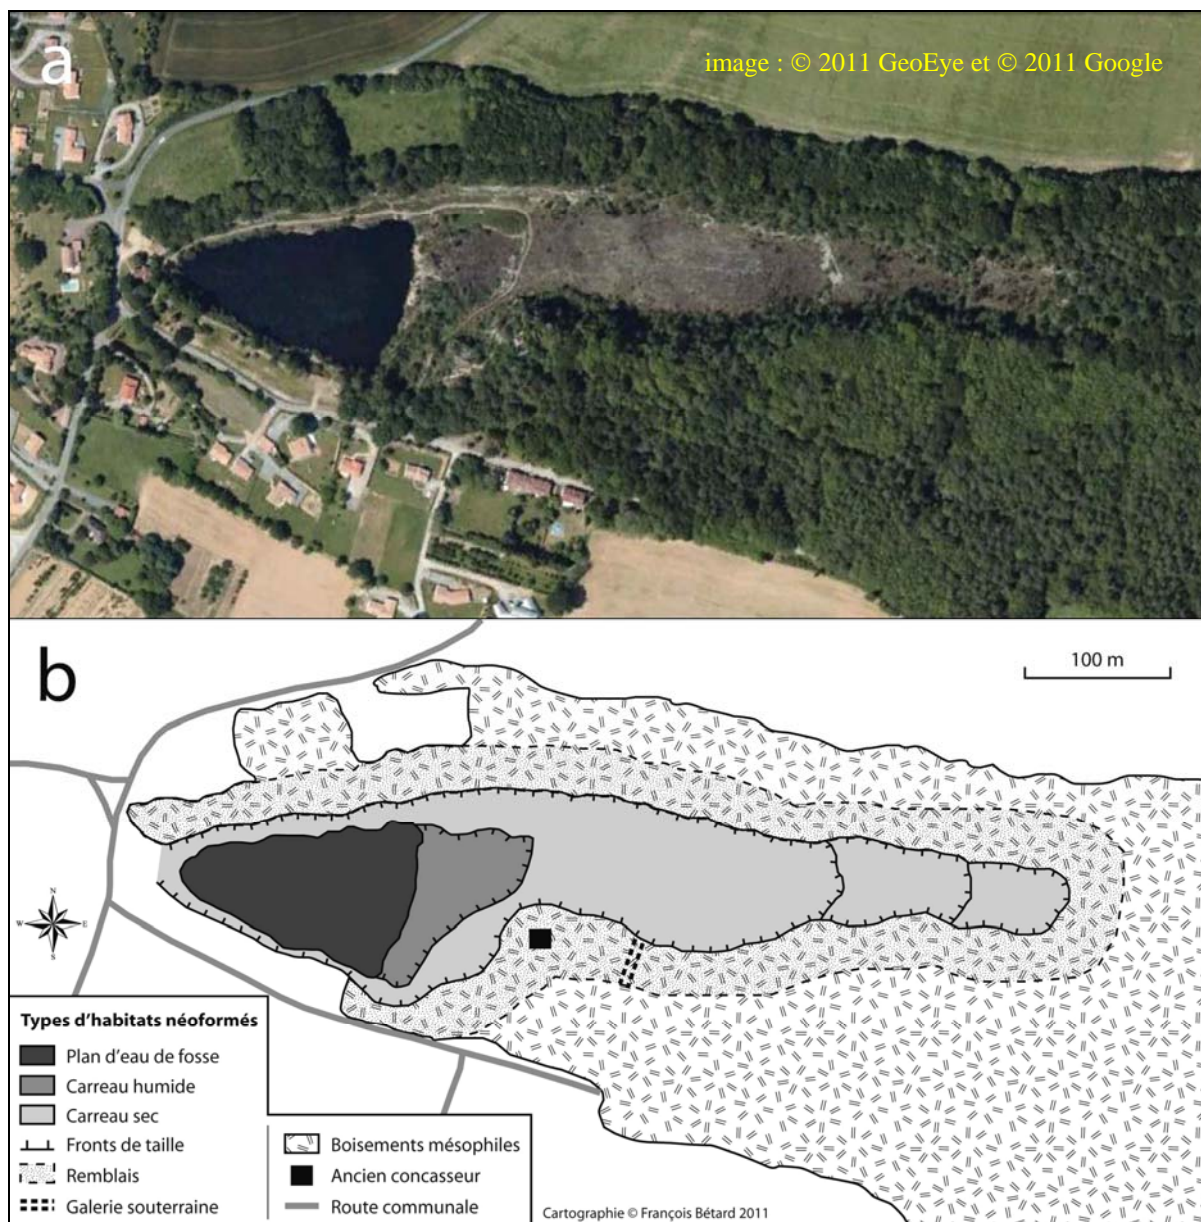 a
image : © 2011 GeoEye et © 2011 Google
b
100 m
N
W E
S
Types d'habitats néoformés
Plan d'eau de fosse
Carreau humide
Carreau sec
Fronts de taille
Remblais
Galerie souterraine
Boisements mésophiles
Ancien concasseur
Route communale
Cartographie © François Bétard 2011